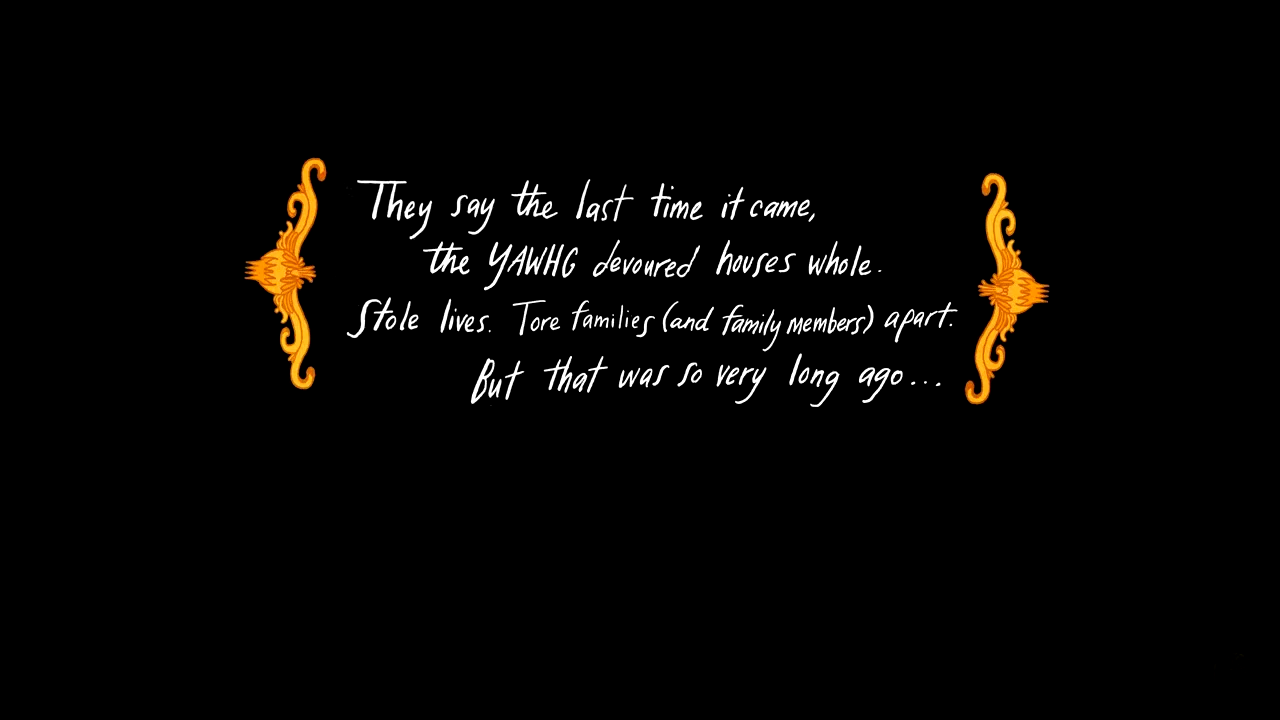 They say the last time it came,
the YAWHG devoured houses whole.
Stole lives. Tore families (and family members) apart.
But that was so very long ago...